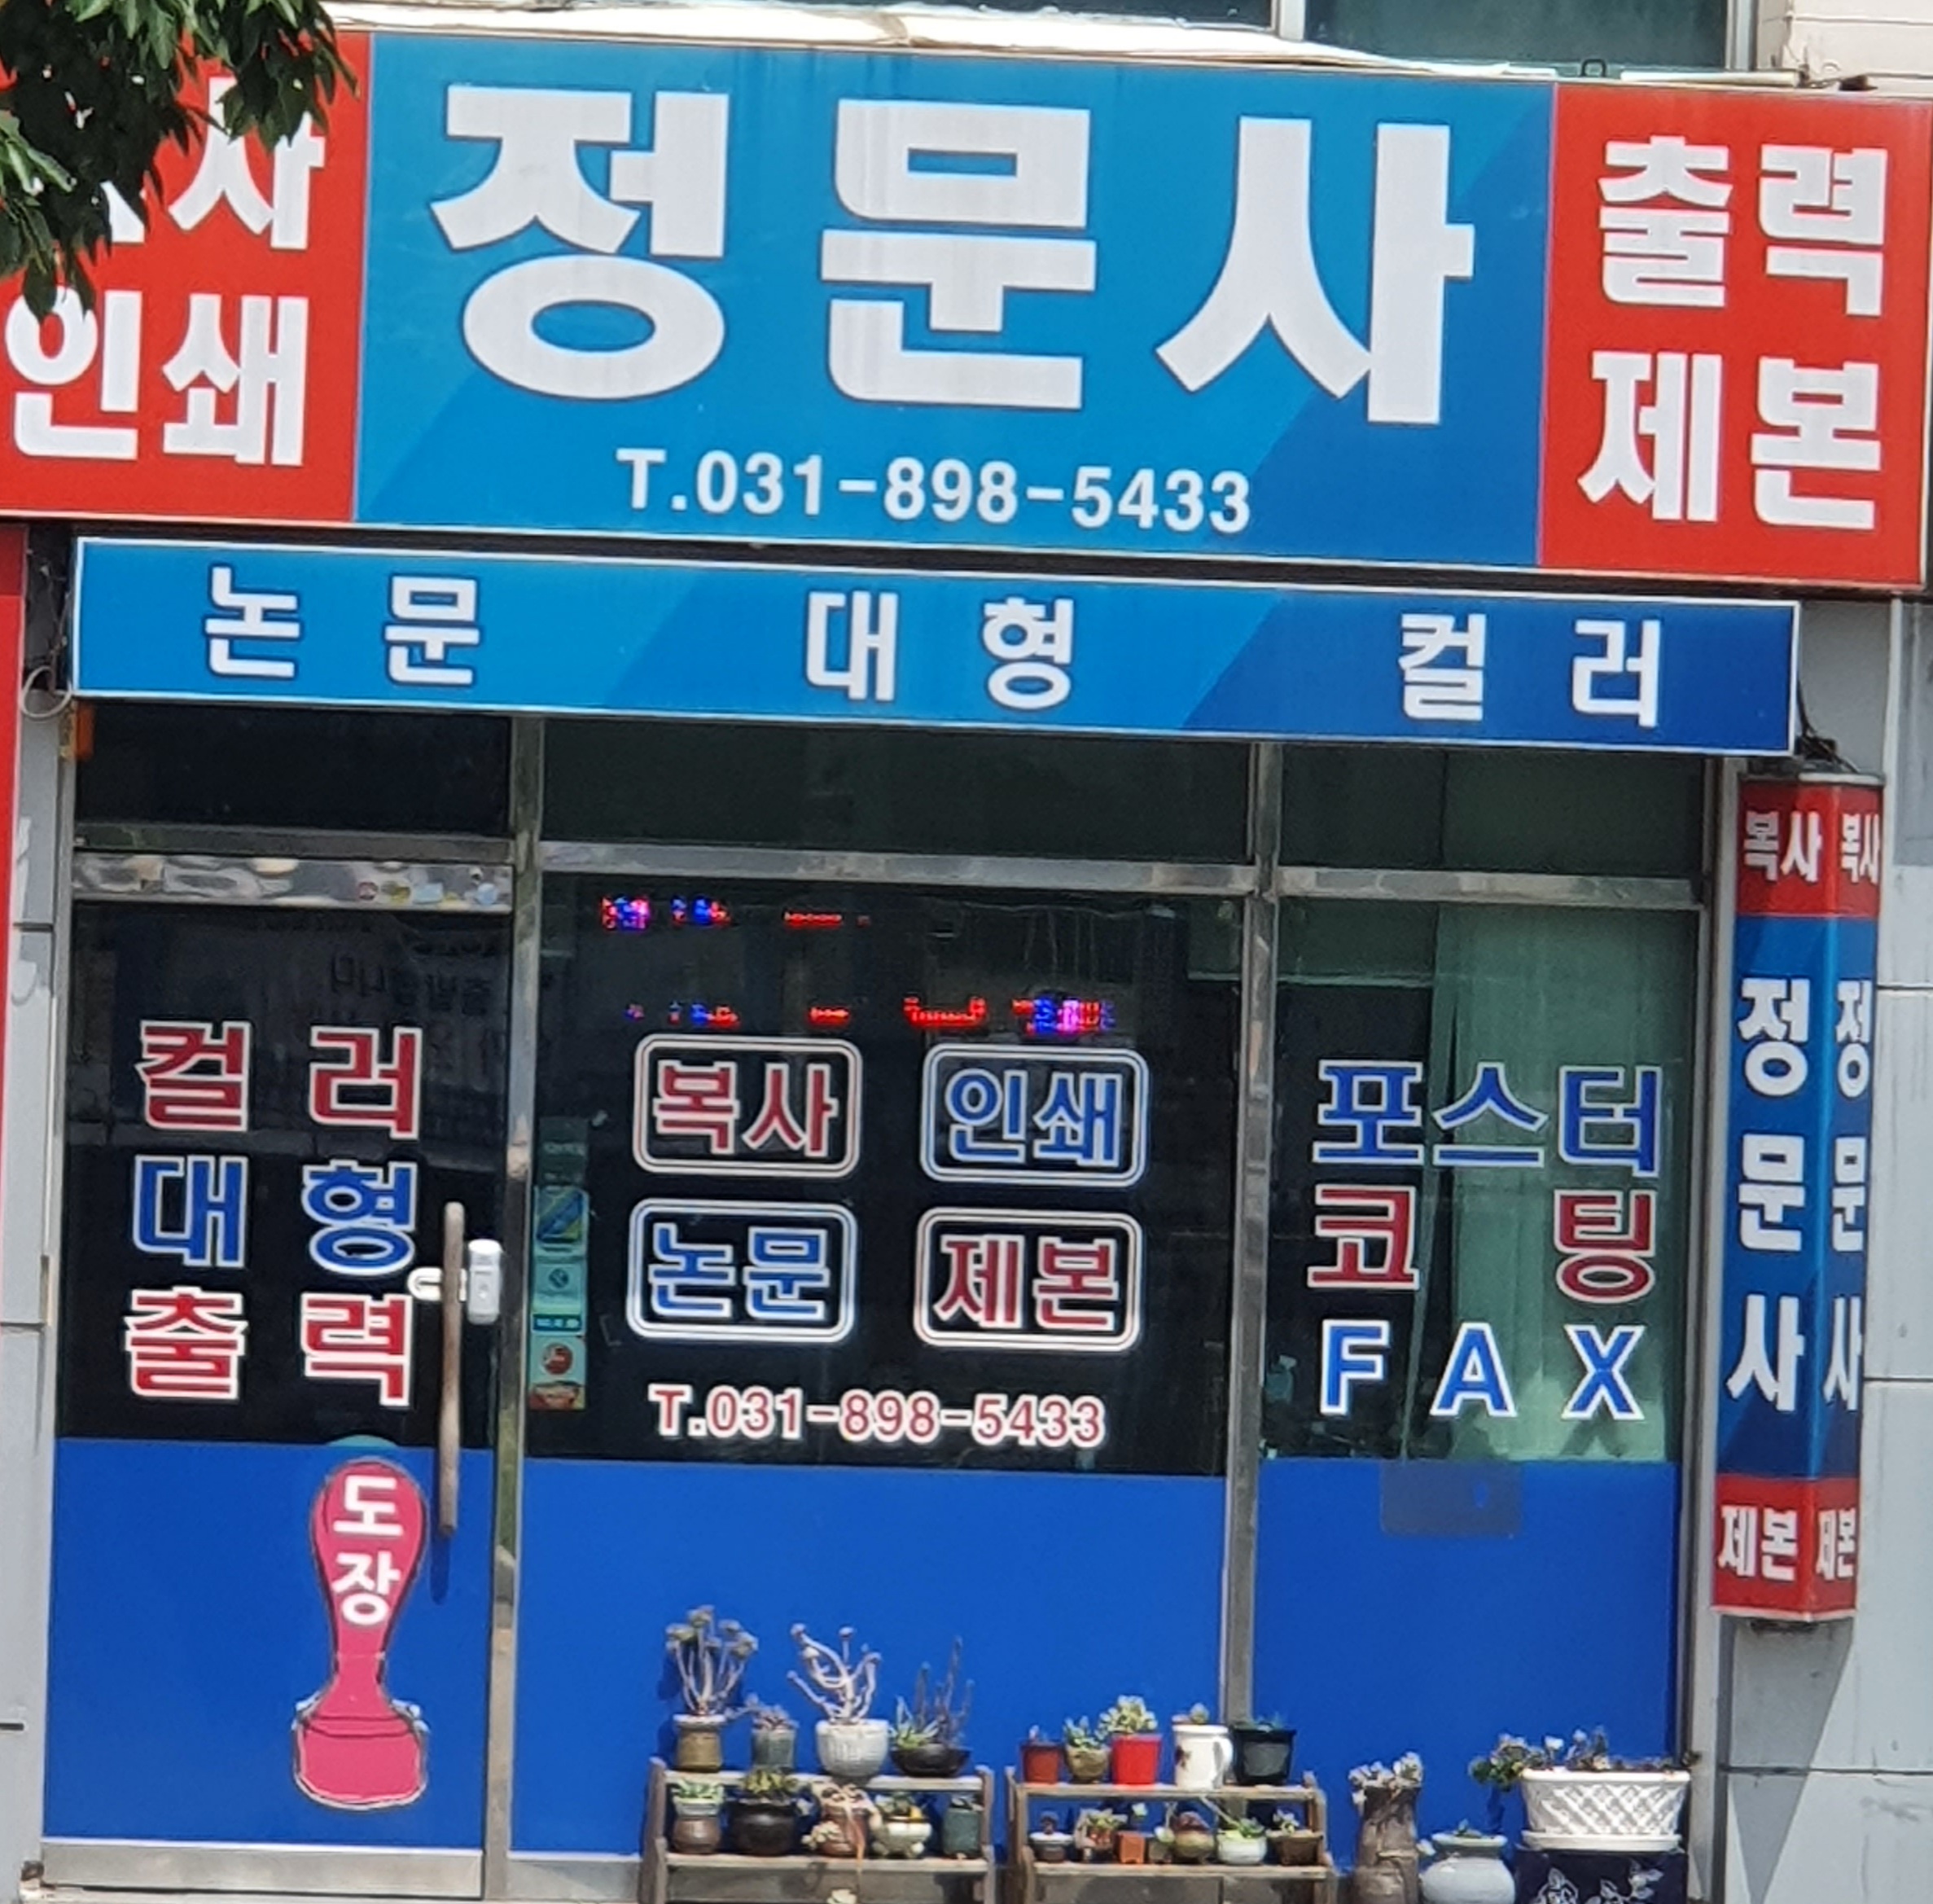 정문사
인쇄
출력
제본
T.031-898-5433
논문 대형 컬러
복사 복사
정문사 정문사
제본 제본
컬러
대형
출력
복사 인쇄
논문 제본
T.031-898-5433
포스터
코팅
FAX
도장